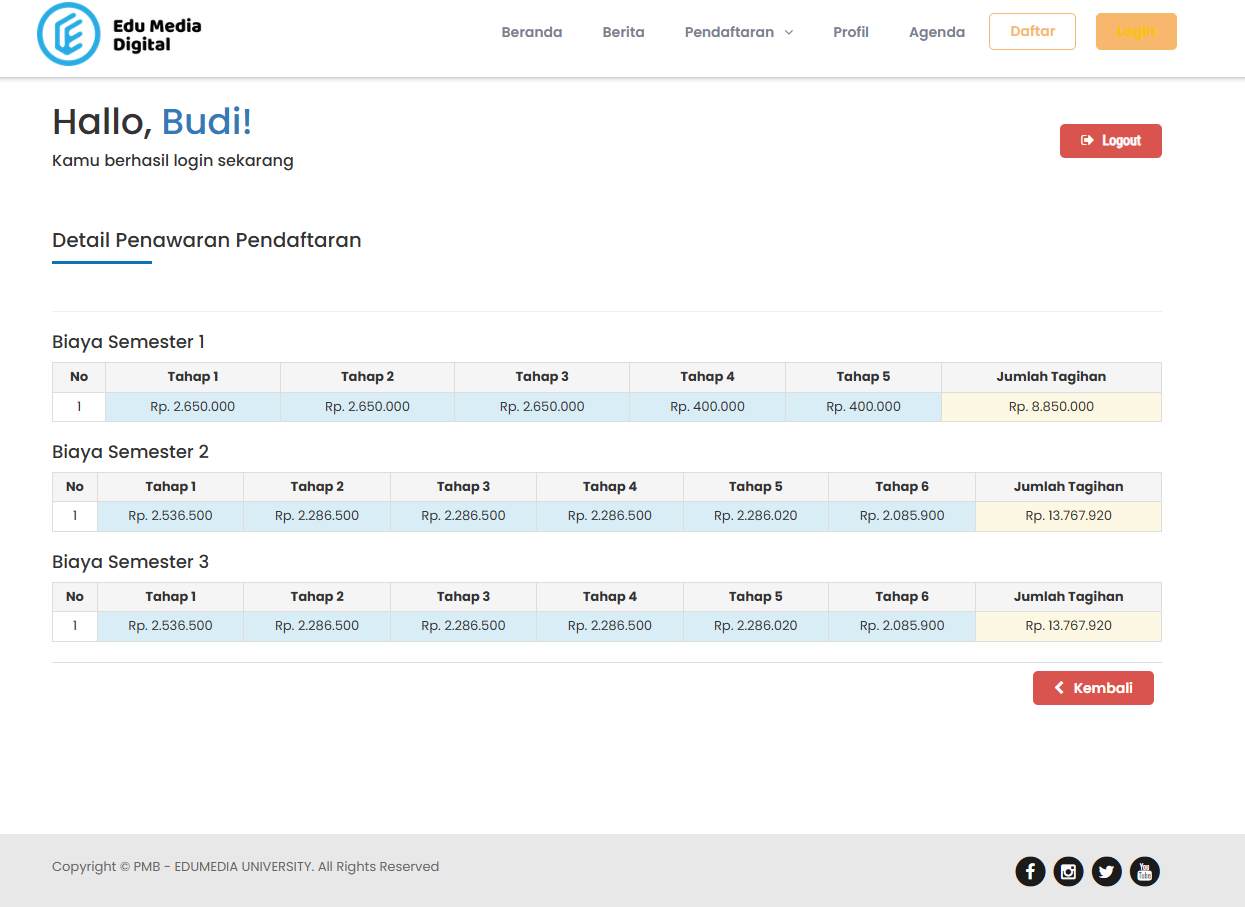 Edu Media
Digital
Beranda Berita Pendaftaran Profil Agenda Daftar Login
Hallo, Budi!
Logout
Kamu berhasil login sekarang
Detail Penawaran Pendaftaran
Biaya Semester 1
No Tahap 1 Tahap 2 Tahap 3 Tahap 4 Tahap 5 Jumlah Tagihan
1 Rp. 2.650.000 Rp. 2.650.000 Rp. 2.650.000 Rp. 400.000 Rp. 400.000 Rp. 8.850.000
Biaya Semester 2
No Tahap 1 Tahap 2 Tahap 3 Tahap 4 Tahap 5 Tahap 6 Jumlah Tagihan
1 Rp. 2.536.500 Rp. 2.286.500 Rp. 2.286.500 Rp. 2.286.500 Rp. 2.286.020 Rp. 2.085.900 Rp. 13.767.920
Biaya Semester 3
No Tahap 1 Tahap 2 Tahap 3 Tahap 4 Tahap 5 Tahap 6 Jumlah Tagihan
1 Rp. 2.536.500 Rp. 2.286.500 Rp. 2.286.500 Rp. 2.286.500 Rp. 2.286.020 Rp. 2.085.900 Rp. 13.767.920
Kembali
Copyright © PMB - EDUMEDIA UNIVERSITY. All Rights Reserved
You
Tube